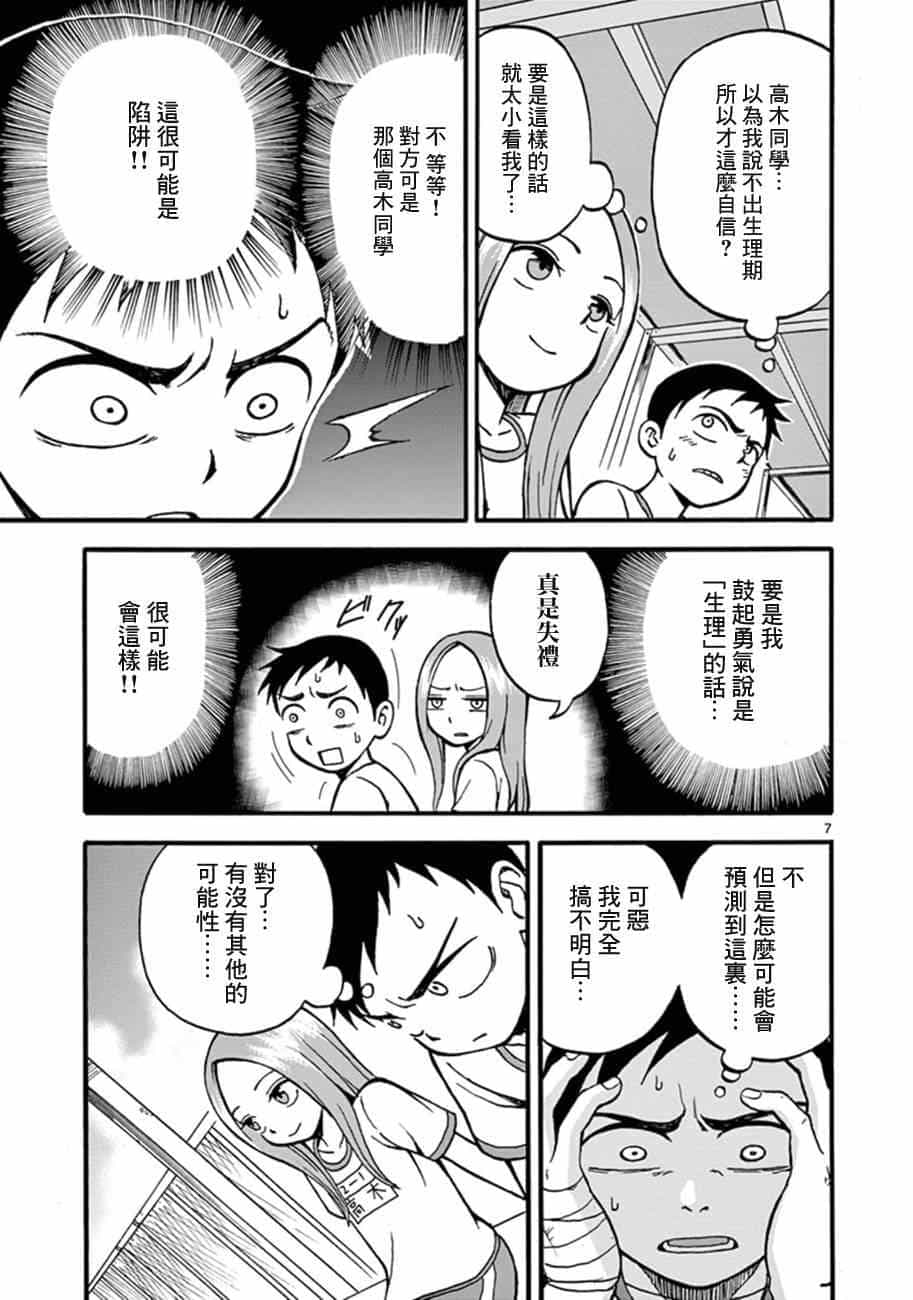 高木同學…
以為我說不出生理期
所以才這麼自信？
要是這樣的話
就太小看我了…
不 等等！
對方可是
那個高木同學
這很可能是
陷阱!!
要是我
鼓起勇氣說是
「生理」的話…
真是失禮
ビクッ
很可能
會這樣!!
7
不
但是怎麼可能會
預測到這裏……
可惡
我完全
搞不明白…
對了…
有沒有其他的
可能性……
2-1
高木